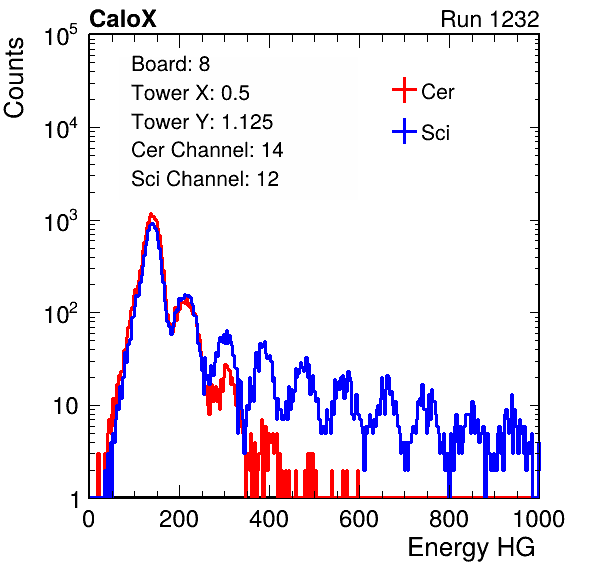 CaloX Run 1232
Counts
Board: 8
Tower X: 0.5
Tower Y: 1.125
Cer Channel: 14
Sci Channel: 12
Cer
Sci
10^5
10^4
10^3
10^2
10
1
0 200 400 600 800 1000
Energy HG